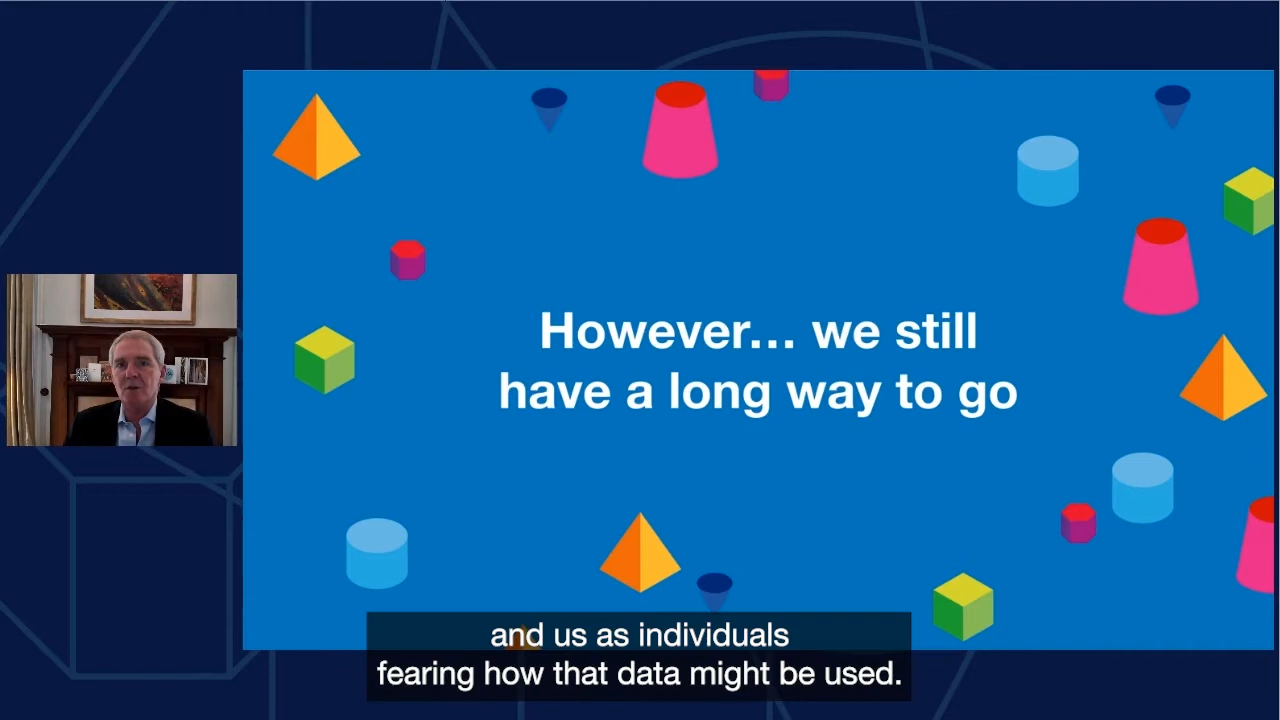 However... we still
have a long way to go
and us as individuals
fearing how that data might be used.